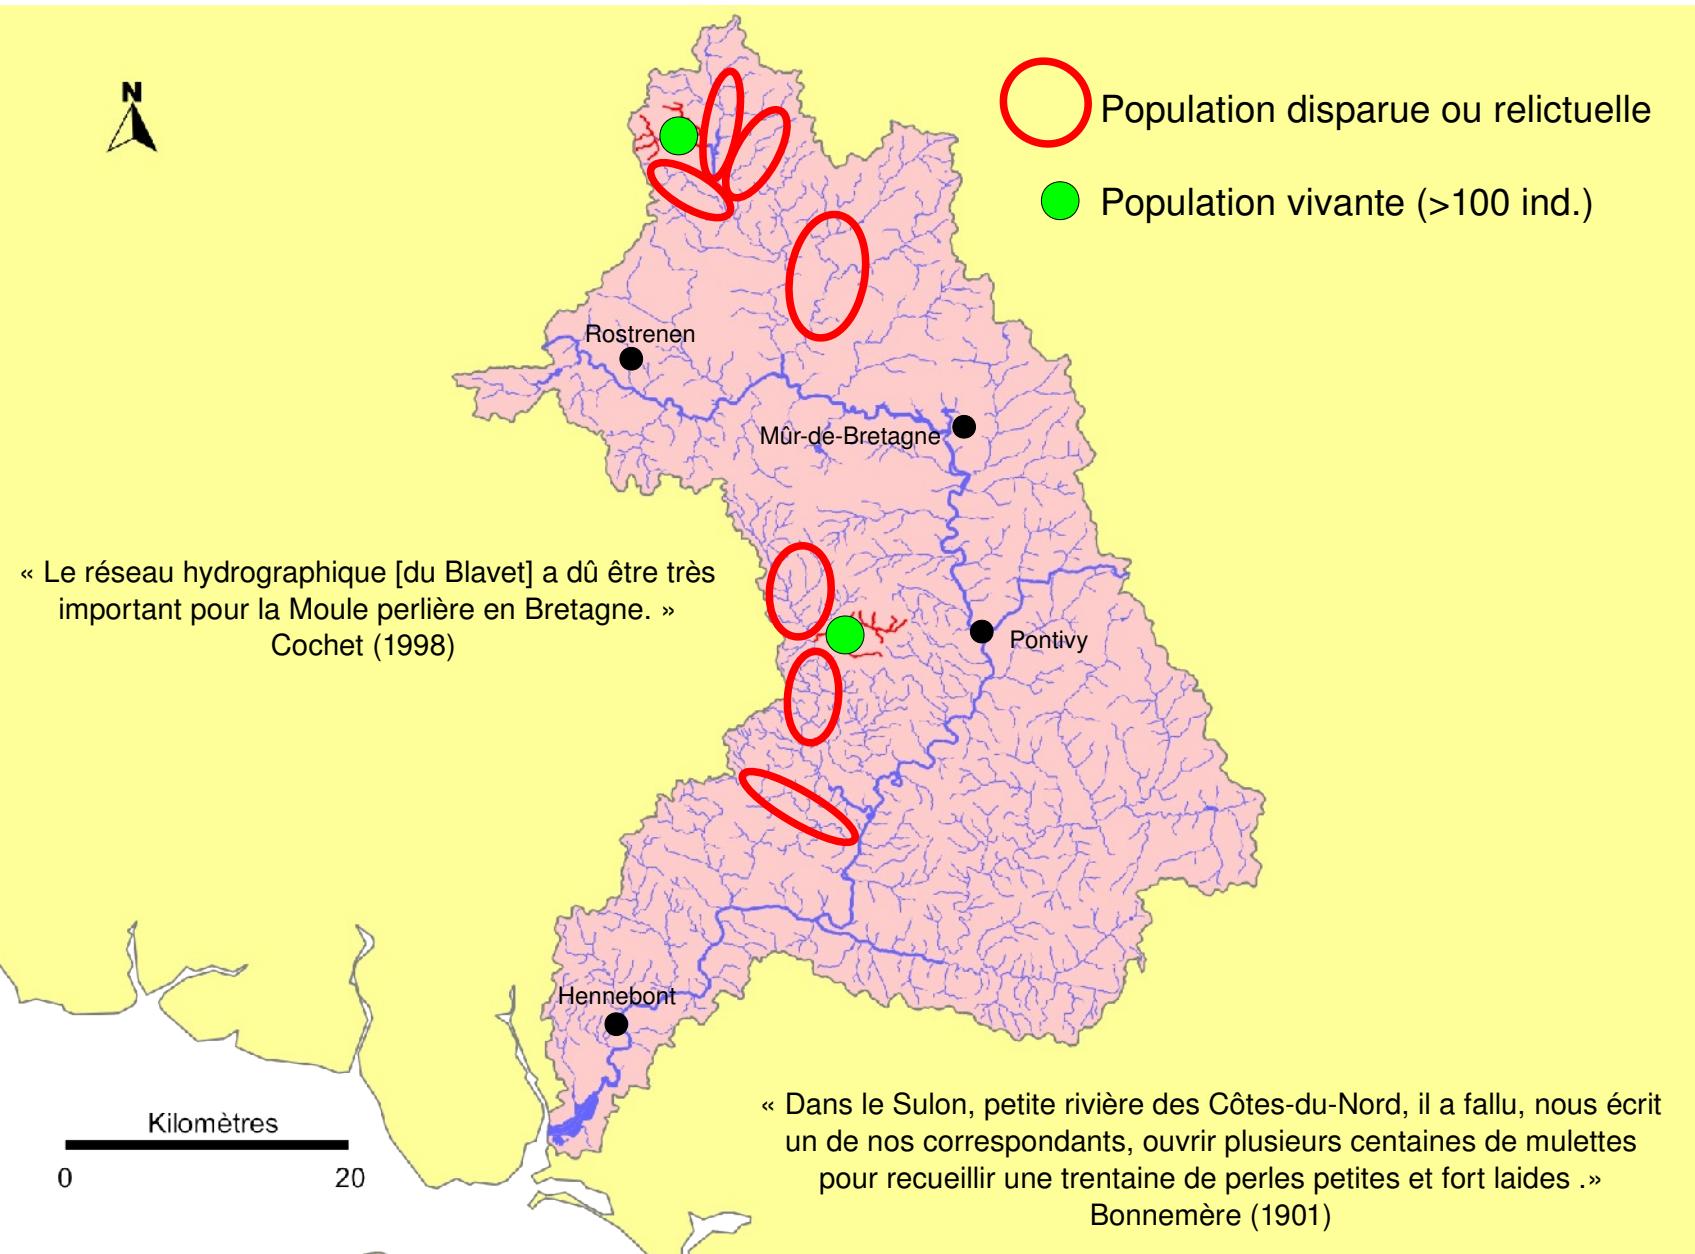 N
Population disparue ou relictuelle
Population vivante (>100 ind.)
Rostrenen
Mûr-de-Bretagne
« Le réseau hydrographique [du Blavet] a dû être très
important pour la Moule perlière en Bretagne. »
Cochet (1998)
Pontivy
Hennebont
Kilomètres
0 20
« Dans le Sulon, petite rivière des Côtes-du-Nord, il a fallu, nous écrit
un de nos correspondants, ouvrir plusieurs centaines de mulettes
pour recueillir une trentaine de perles petites et fort laides .»
Bonnemère (1901)